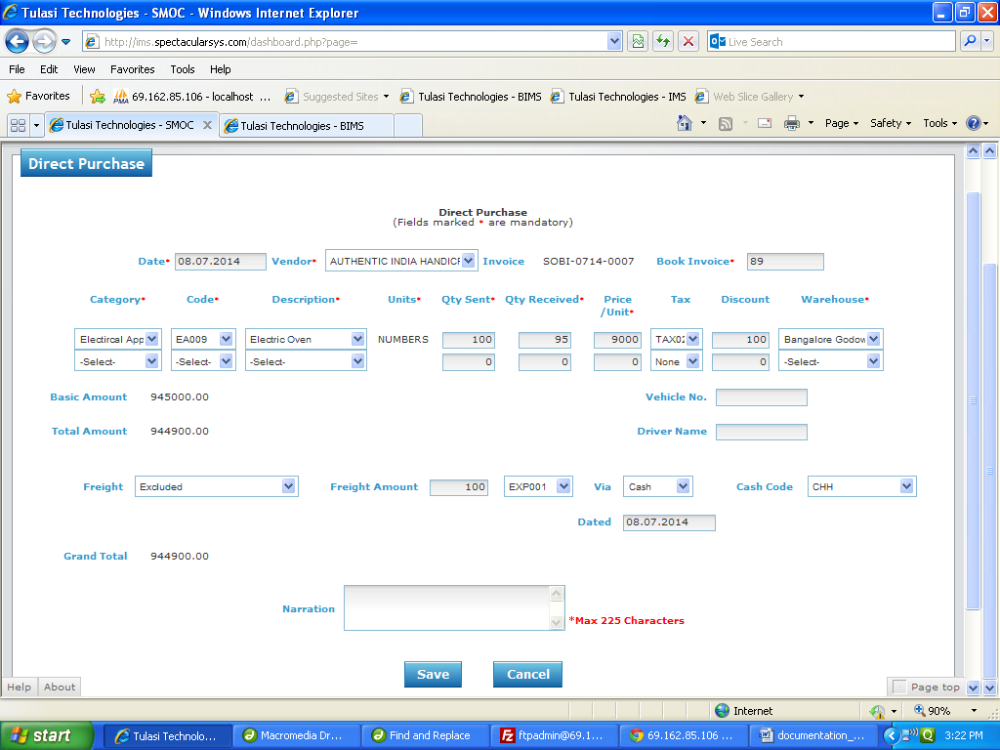 Tulasi Technologies - SMOC - Windows Internet Explorer
http://ims.spectacularsys.com/dashboard.php?page=
Live Search
File Edit View Favorites Tools Help
Favorites PMA 69.162.85.106 - localhost ... Suggested Sites Tulasi Technologies - BIMS Tulasi Technologies - IMS Web Slice Gallery
Tulasi Technologies - SMOC X Tulasi Technologies - BIMS Page Safety Tools
Direct Purchase
Direct Purchase
(Fields marked * are mandatory)
Date* 08.07.2014 Vendor* AUTHENTIC INDIA HANDICR Invoice SOBI-0714-0007 Book Invoice* 89
Category* Code* Description* Units* Qty Sent* Qty Received* Price Tax Discount Warehouse*
/Unit*
Electircal App EA009 Electric Oven NUMBERS 100 95 9000 TAX02 100 Bangalore Godow
-Select- -Select- -Select- 0 0 0 None 0 -Select-
Basic Amount 945000.00 Vehicle No.
Total Amount 944900.00 Driver Name
Freight Excluded Freight Amount 100 EXP001 Via Cash Cash Code CHH
Dated 08.07.2014
Grand Total 944900.00
Narration
*Max 225 Characters
Save Cancel
Help About Page top
Internet 90%
start Tulasi Technolo... Macromedia Dr... Find and Replace ftpadmin@69.1... 69.162.85.106 ... documentation_... 3:22 PM